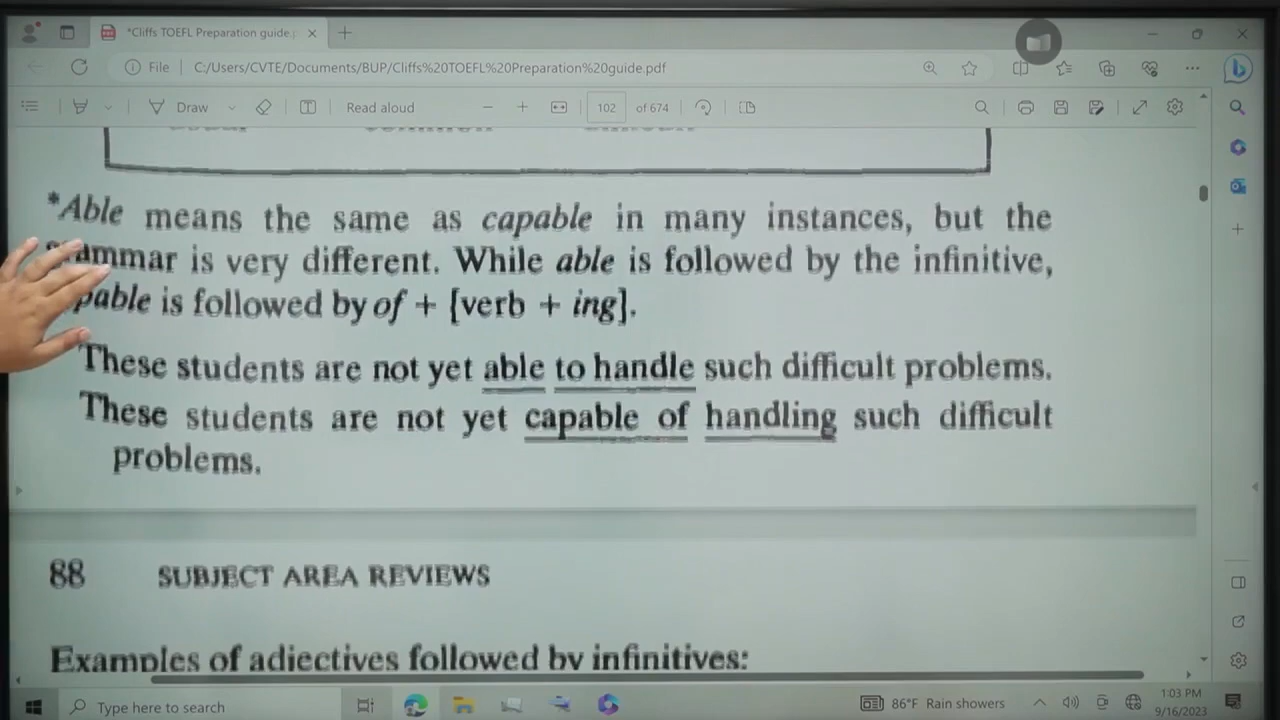 *Cliffs TOEFL Preparation guide.p
File C:/Users/CVTE/Documents/BUP/Cliffs%20TOEFL%20Preparation%20guide.pdf
Draw Read aloud 102 of 674
*Able means the same as capable in many instances, but the
is very different. While able is followed by the infinitive,
is followed by of + [verb + ing].
These students are not yet able to handle such difficult problems.
These students are not yet capable of handling such difficult
problems.
88 SUBJECT AREA REVIEWS
Examples of adjectives followed by infinitives:
Type here to search 86°F Rain showers 1:03 PM
9/16/2023